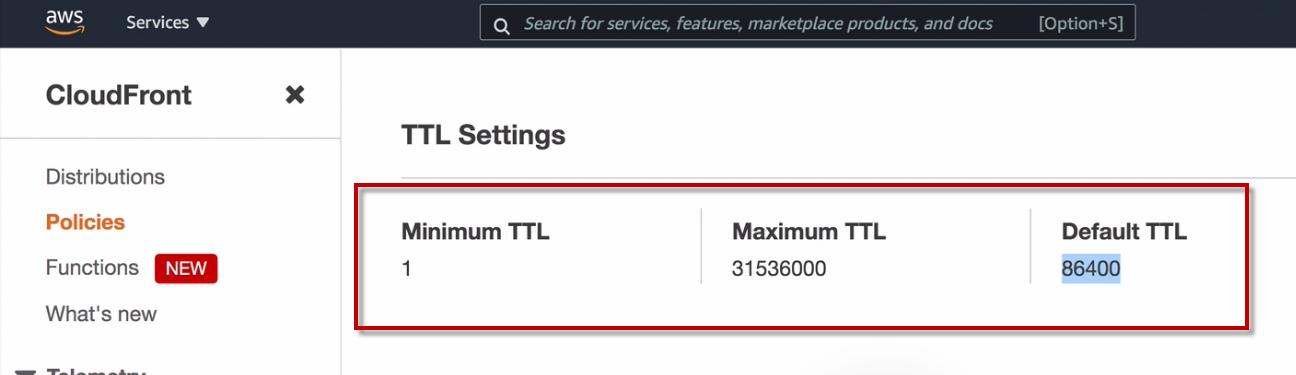 aws Services ▼ Search for services, features, marketplace products, and docs [Option+S]
CloudFront ✖
TTL Settings
Distributions
Policies
Functions NEW
What's new
Telemetry
Minimum TTL Maximum TTL Default TTL
1 31536000 86400